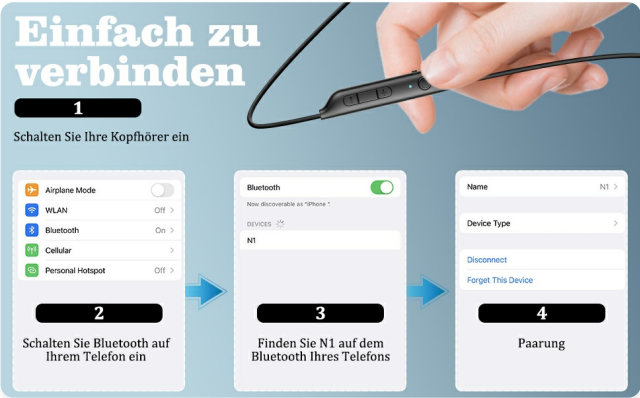 Einfach zu
verbinden
1
Schalten Sie Ihre Kopfhörer ein
Airplane Mode
WLAN Off >
Bluetooth On >
Cellular >
Personal Hotspot Off >
2
Schalten Sie Bluetooth auf
Ihrem Telefon ein
Bluetooth
Now discoverable as "iPhone ".
DEVICES
N1
3
Finden Sie N1 auf dem
Bluetooth Ihres Telefons
Name N1 >
Device Type >
Disconnect
Forget This Device
4
Paarung